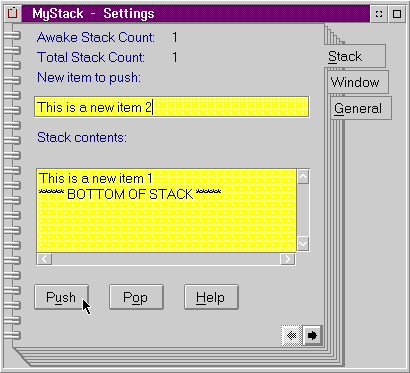 MyStack - Settings
Awake Stack Count: 1
Total Stack Count: 1
New item to push:
This is a new item 2
Stack contents:
This is a new item 1
***** BOTTOM OF STACK *****
Push Pop Help
Stack
Window
General